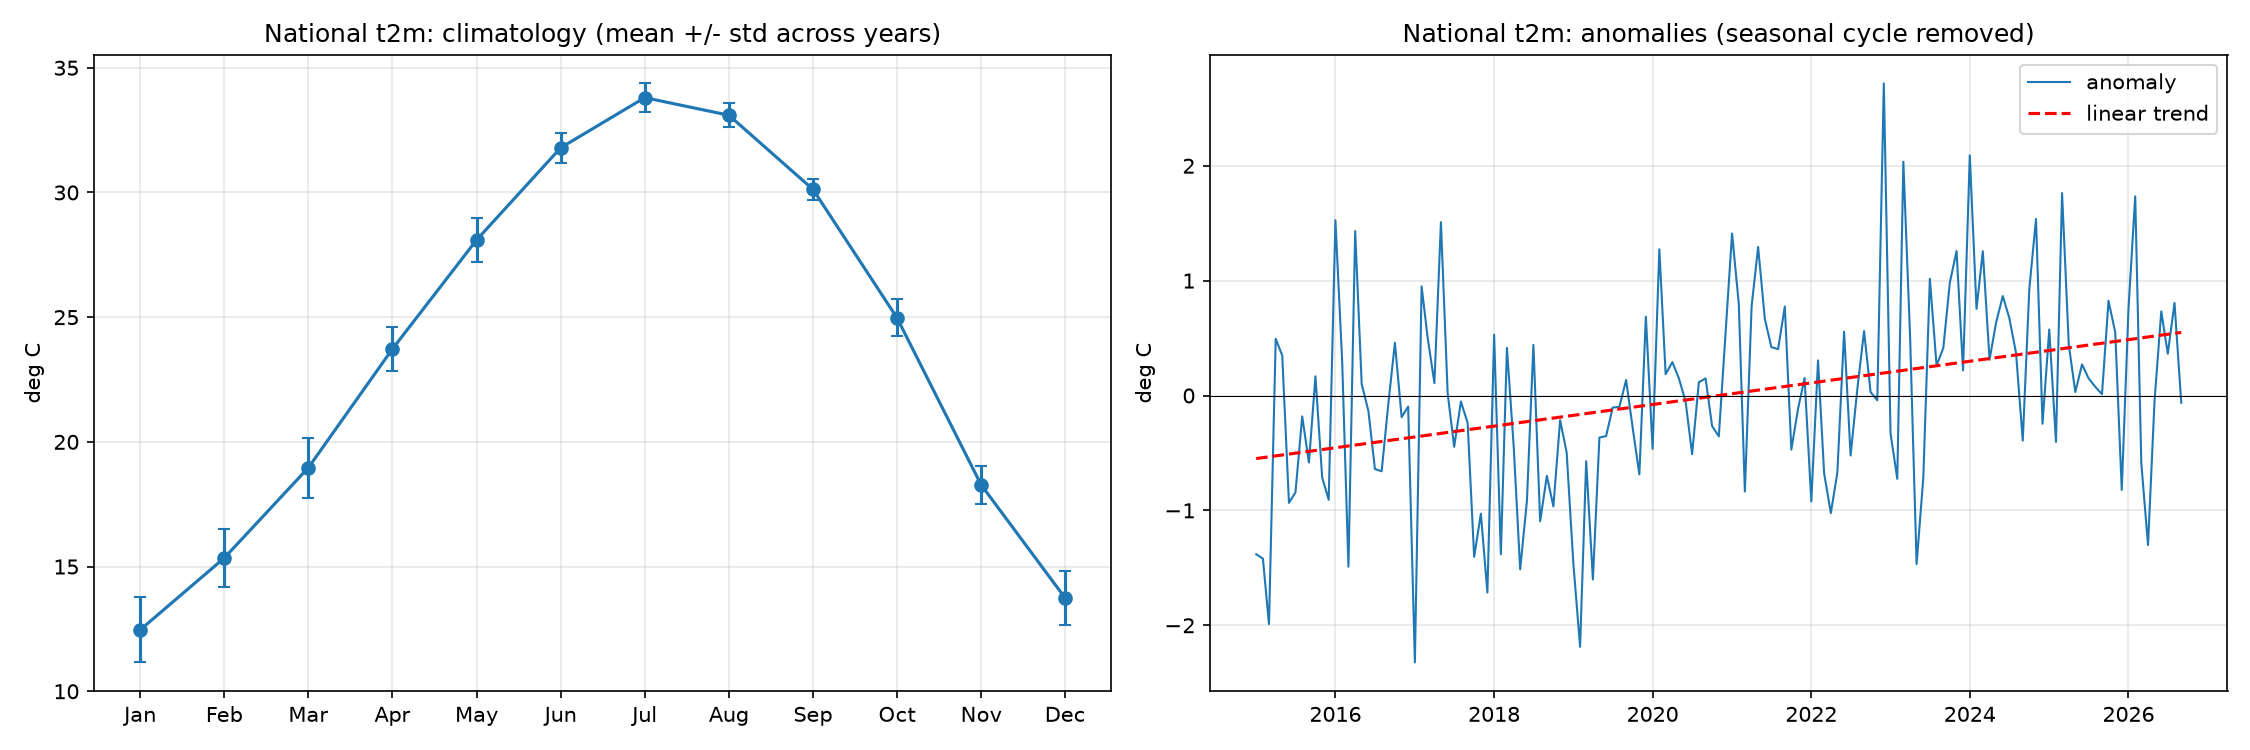 National t2m: climatology (mean +/- std across years)
deg C
35
30
25
20
15
10
Jan Feb Mar Apr May Jun Jul Aug Sep Oct Nov Dec
National t2m: anomalies (seasonal cycle removed)
deg C
2
1
0
−1
−2
2016 2018 2020 2022 2024 2026
anomaly
linear trend